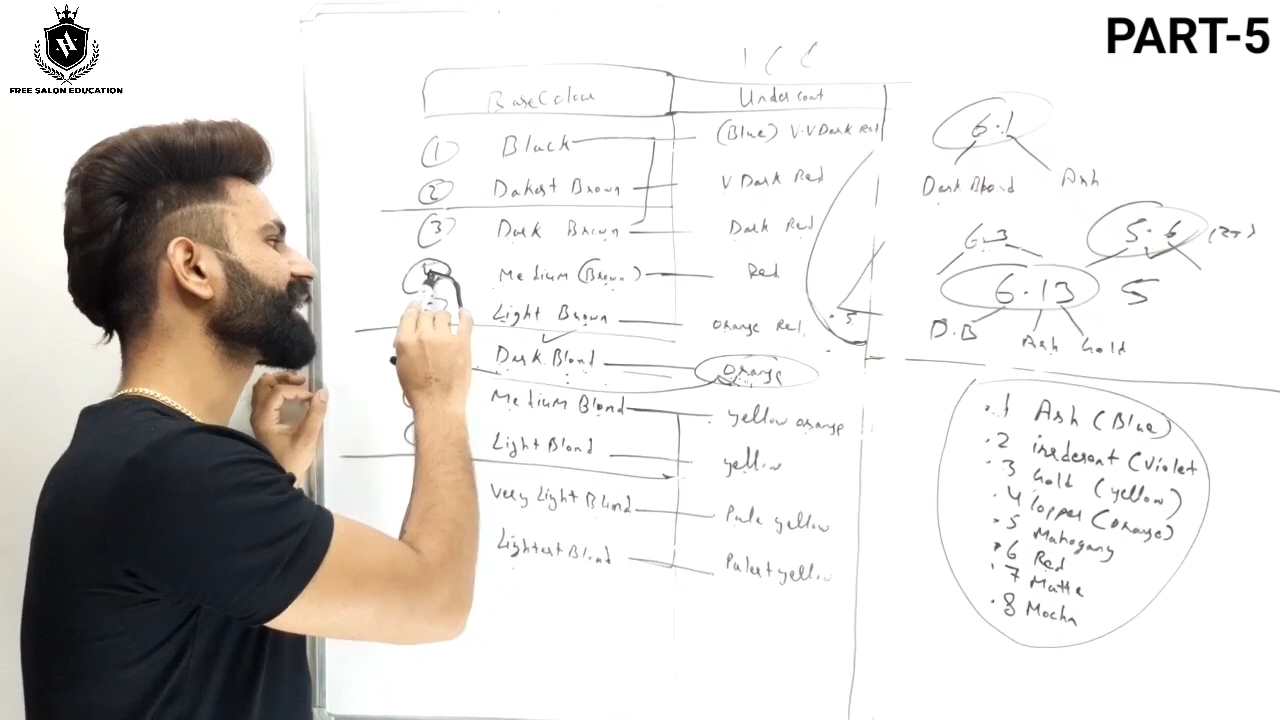 PART-5
FREE SALON EDUCATION
ICC
Base Colour Undercoat
1 Black (Blue) V.V Dark Red
2 Dakest Brown V Dark Red
3 Dark Brown Dark Red
Medium (Brown) Red
Light Brown Orange Red
Dark Blond Orange
Medium Blond yellow orange
Light Blond yellow
Very Light Blond Pale yellow
Lightest Blond Palest yellow
.5
6.1
Dark Blond Ash
6.3 5.6
6.13 5
D.B Ash Gold
.1 Ash (Blue)
.2 iredesent (Violet
.3 Gold (yellow)
.4 Copper (orange)
.5 Mahogany
.6 Red
.7 Matte
.8 Mocha